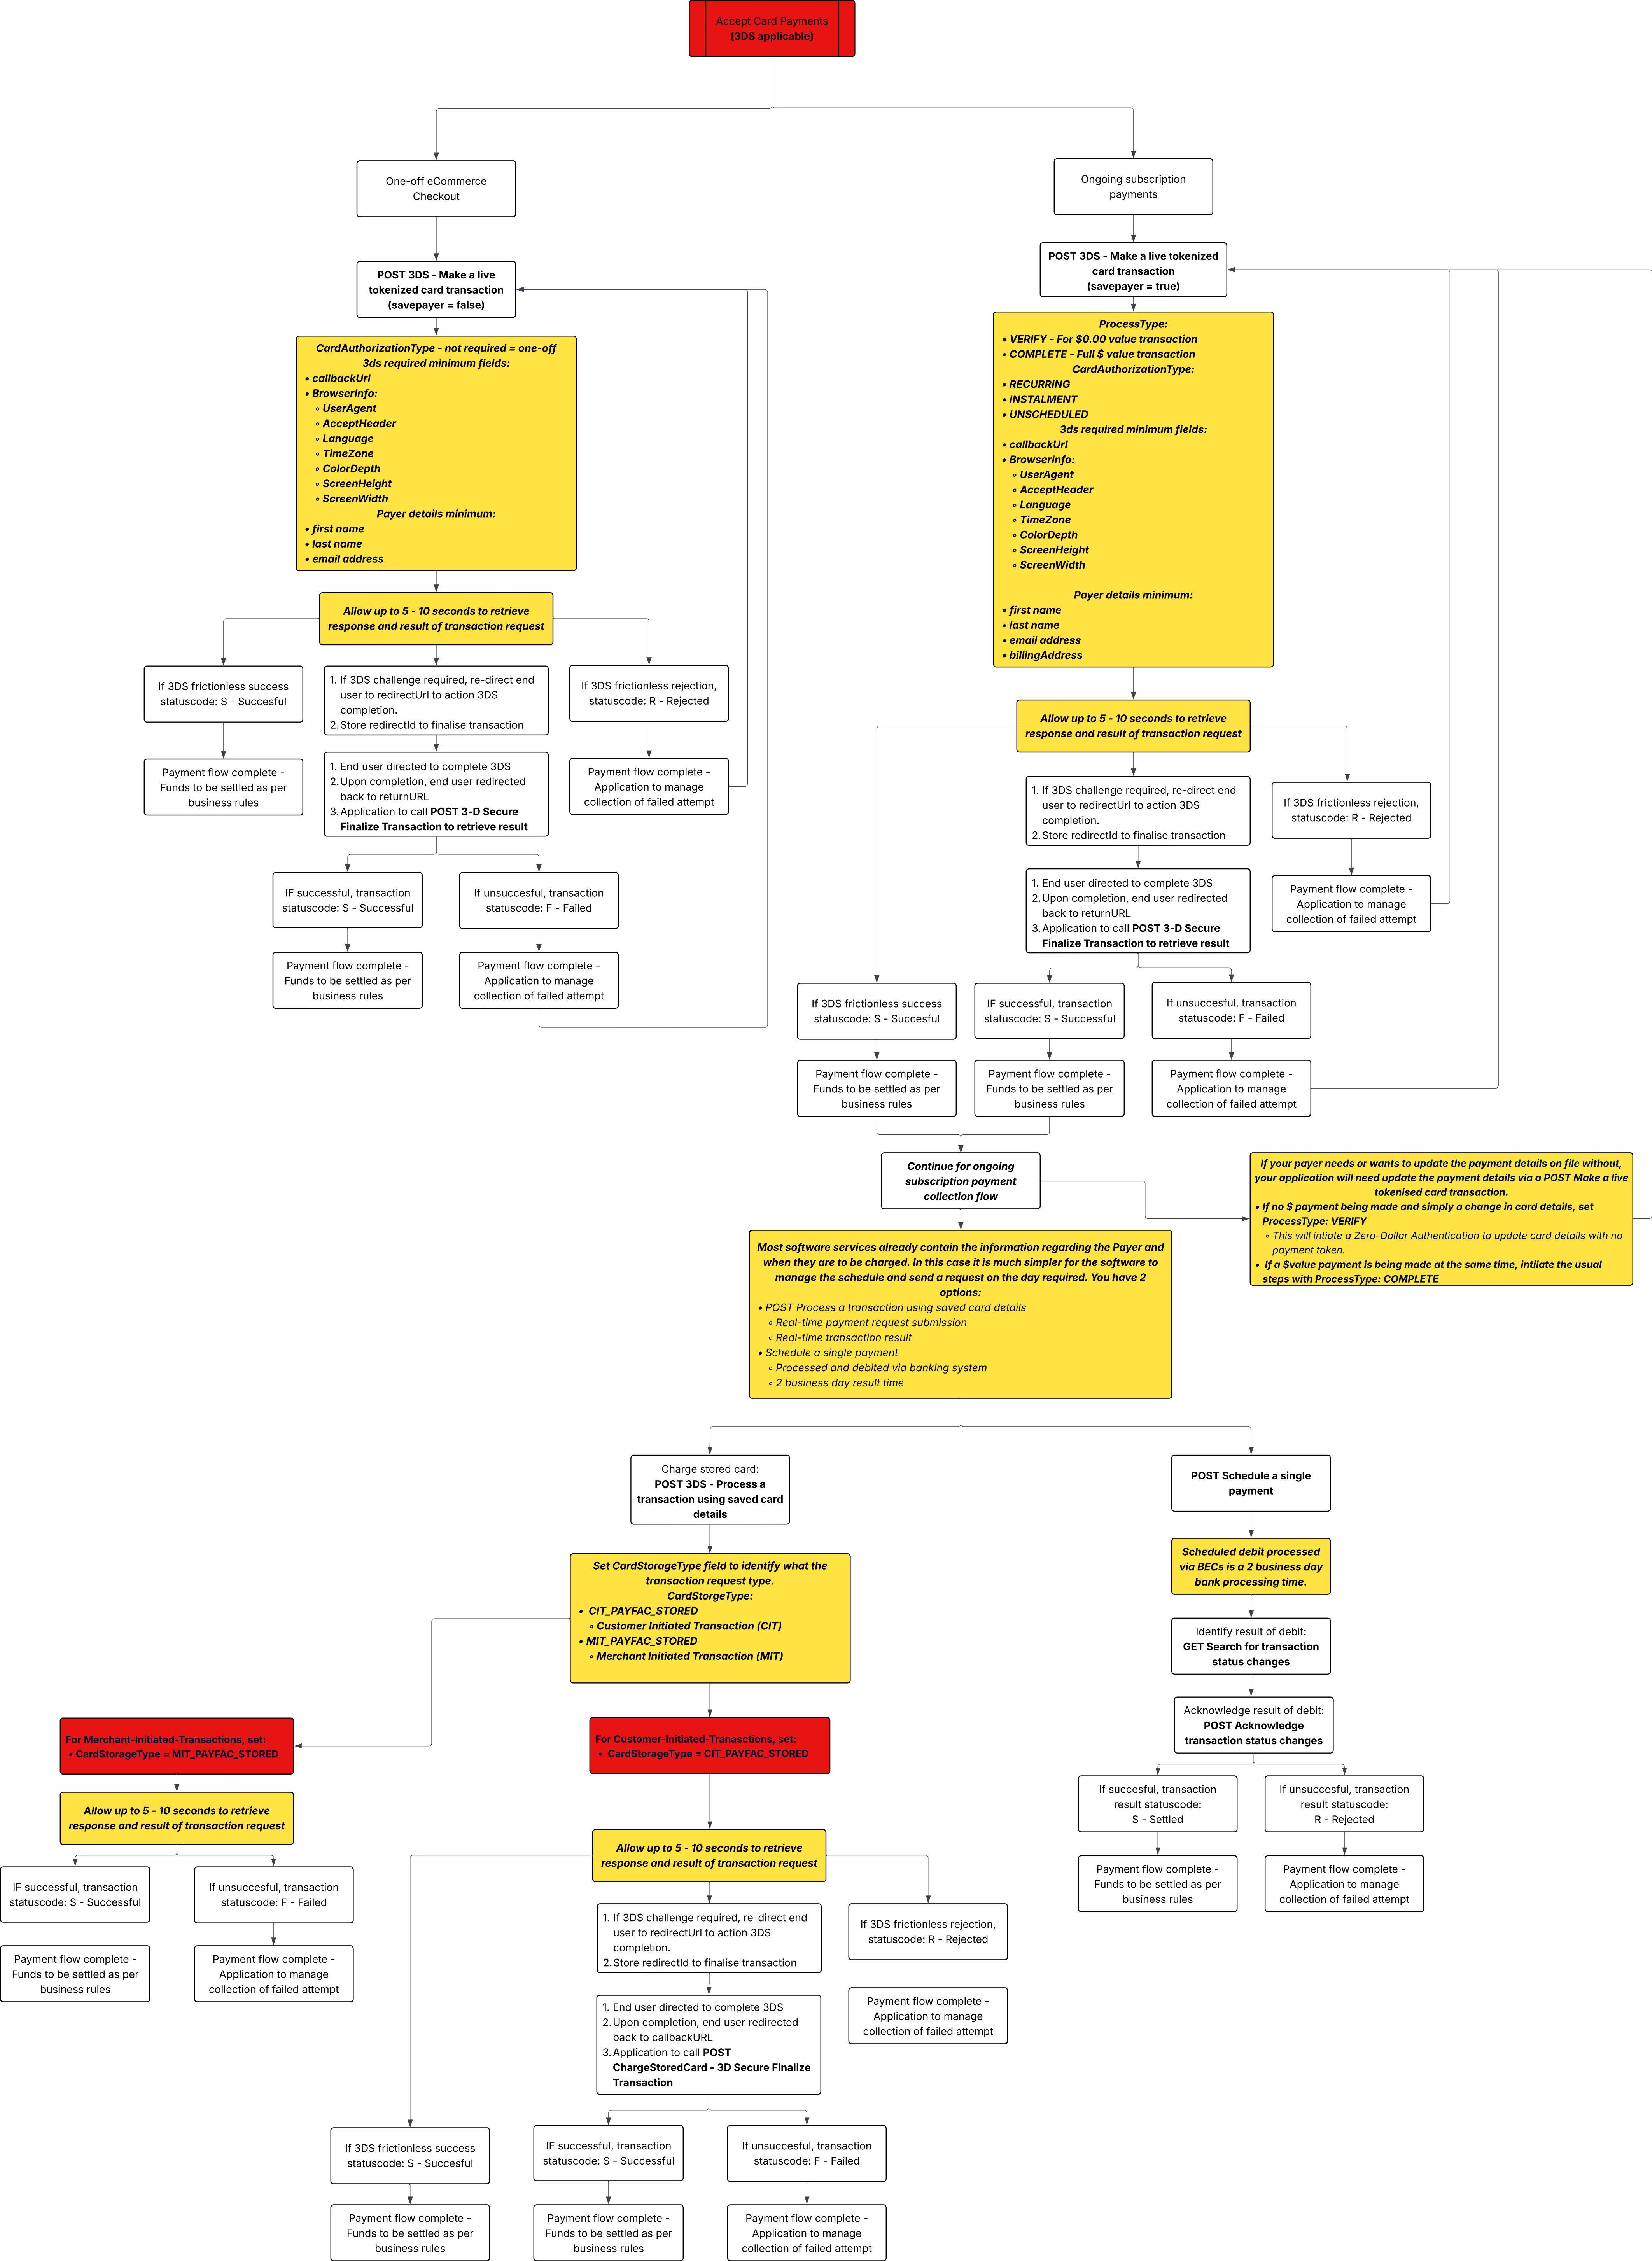 Accept Card Payments
(3DS applicable)
One-off eCommerce
Checkout
POST 3DS - Make a live
tokenized card transaction
(savepayer = false)
CardAuthorizationType - not required = one-off
3ds required minimum fields:
• callbackUrl
• BrowserInfo:
∘ UserAgent
∘ AcceptHeader
∘ Language
∘ TimeZone
∘ ColorDepth
∘ ScreenHeight
∘ ScreenWidth
Payer details minimum:
• first name
• last name
• email address
Allow up to 5 - 10 seconds to retrieve
response and result of transaction request
If 3DS frictionless success
statuscode: S - Succesful
Payment flow complete -
Funds to be settled as per
business rules
1. If 3DS challenge required, re-direct end
user to redirectUrl to action 3DS
completion.
2. Store redirectId to finalise transaction
1. End user directed to complete 3DS
2. Upon completion, end user redirected
back to returnURL
3. Application to call POST 3-D Secure
Finalize Transaction to retrieve result
If 3DS frictionless rejection,
statuscode: R - Rejected
Payment flow complete -
Application to manage
collection of failed attempt
IF successful, transaction
statuscode: S - Successful
Payment flow complete -
Funds to be settled as per
business rules
If unsuccesful, transaction
statuscode: F - Failed
Payment flow complete -
Application to manage
collection of failed attempt
Ongoing subscription
payments
POST 3DS - Make a live tokenized
card transaction
(savepayer = true)
ProcessType:
• VERIFY - For $0.00 value transaction
• COMPLETE - Full $ value transaction
CardAuthorizationType:
• RECURRING
• INSTALMENT
• UNSCHEDULED
3ds required minimum fields:
• callbackUrl
• BrowserInfo:
∘ UserAgent
∘ AcceptHeader
∘ Language
∘ TimeZone
∘ ColorDepth
∘ ScreenHeight
∘ ScreenWidth
Payer details minimum:
• first name
• last name
• email address
• billingAddress
Allow up to 5 - 10 seconds to retrieve
response and result of transaction request
1. If 3DS challenge required, re-direct end
user to redirectUrl to action 3DS
completion.
2. Store redirectId to finalise transaction
1. End user directed to complete 3DS
2. Upon completion, end user redirected
back to returnURL
3. Application to call POST 3-D Secure
Finalize Transaction to retrieve result
If 3DS frictionless rejection,
statuscode: R - Rejected
Payment flow complete -
Application to manage
collection of failed attempt
If 3DS frictionless success
statuscode: S - Succesful
Payment flow complete -
Funds to be settled as per
business rules
IF successful, transaction
statuscode: S - Successful
Payment flow complete -
Funds to be settled as per
business rules
If unsuccesful, transaction
statuscode: F - Failed
Payment flow complete -
Application to manage
collection of failed attempt
Continue for ongoing
subscription payment
collection flow
If your payer needs or wants to update the payment details on file without,
your application will need update the payment details via a POST Make a live
tokenised card transaction.
• If no $ payment being made and simply a change in card details, set
ProcessType: VERIFY
∘ This will intiate a Zero-Dollar Authentication to update card details with no
payment taken.
• If a $value payment is being made at the same time, intiiate the usual
steps with ProcessType: COMPLETE
Most software services already contain the information regarding the Payer and
when they are to be charged. In this case it is much simpler for the software to
manage the schedule and send a request on the day required. You have 2
options:
• POST Process a transaction using saved card details
∘ Real-time payment request submission
∘ Real-time transaction result
• Schedule a single payment
∘ Processed and debited via banking system
∘ 2 business day result time
Charge stored card:
POST 3DS - Process a
transaction using saved card
details
Set CardStorageType field to identify what the
transaction request type.
CardStorgeType:
• CIT_PAYFAC_STORED
∘ Customer Initiated Transaction (CIT)
• MIT_PAYFAC_STORED
∘ Merchant Initiated Transaction (MIT)
For Merchant-Initiated-Transactions, set:
• CardStorageType = MIT_PAYFAC_STORED
Allow up to 5 - 10 seconds to retrieve
response and result of transaction request
IF successful, transaction
statuscode: S - Successful
Payment flow complete -
Funds to be settled as per
business rules
If unsuccesful, transaction
statuscode: F - Failed
Payment flow complete -
Application to manage
collection of failed attempt
For Customer-Initiated-Tranasctions, set:
• CardStorageType = CIT_PAYFAC_STORED
Allow up to 5 - 10 seconds to retrieve
response and result of transaction request
1. If 3DS challenge required, re-direct end
user to redirectUrl to action 3DS
completion.
2. Store redirectId to finalise transaction
1. End user directed to complete 3DS
2. Upon completion, end user redirected
back to callbackURL
3. Application to call POST
ChargeStoredCard - 3D Secure Finalize
Transaction
If 3DS frictionless rejection,
statuscode: R - Rejected
Payment flow complete -
Application to manage
collection of failed attempt
If 3DS frictionless success
statuscode: S - Succesful
Payment flow complete -
Funds to be settled as per
business rules
IF successful, transaction
statuscode: S - Successful
Payment flow complete -
Funds to be settled as per
business rules
If unsuccesful, transaction
statuscode: F - Failed
Payment flow complete -
Application to manage
collection of failed attempt
POST Schedule a single
payment
Scheduled debit processed
via BECs is a 2 business day
bank processing time.
Identify result of debit:
GET Search for transaction
status changes
Acknowledge result of debit:
POST Acknowledge
transaction status changes
If succesful, transaction
result statuscode:
S - Settled
Payment flow complete -
Funds to be settled as per
business rules
If unsuccesful, transaction
result statuscode:
R - Rejected
Payment flow complete -
Application to manage
collection of failed attempt